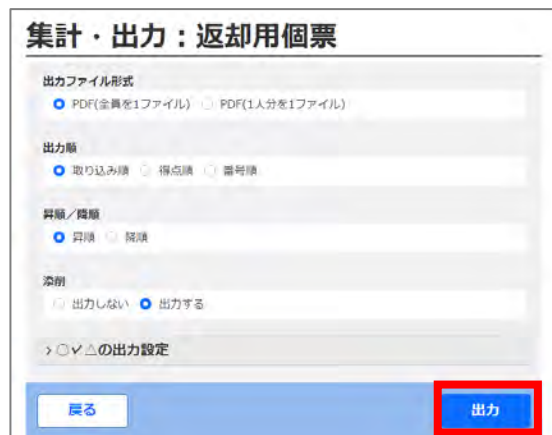 集計・出力：返却用個票
出力ファイル形式
PDF(全員を1ファイル) PDF(1人分を1ファイル)
出力順
取り込み順 得点順 番号順
昇順／降順
昇順 降順
添削
出力しない 出力する
›○✓△の出力設定
戻る 出力